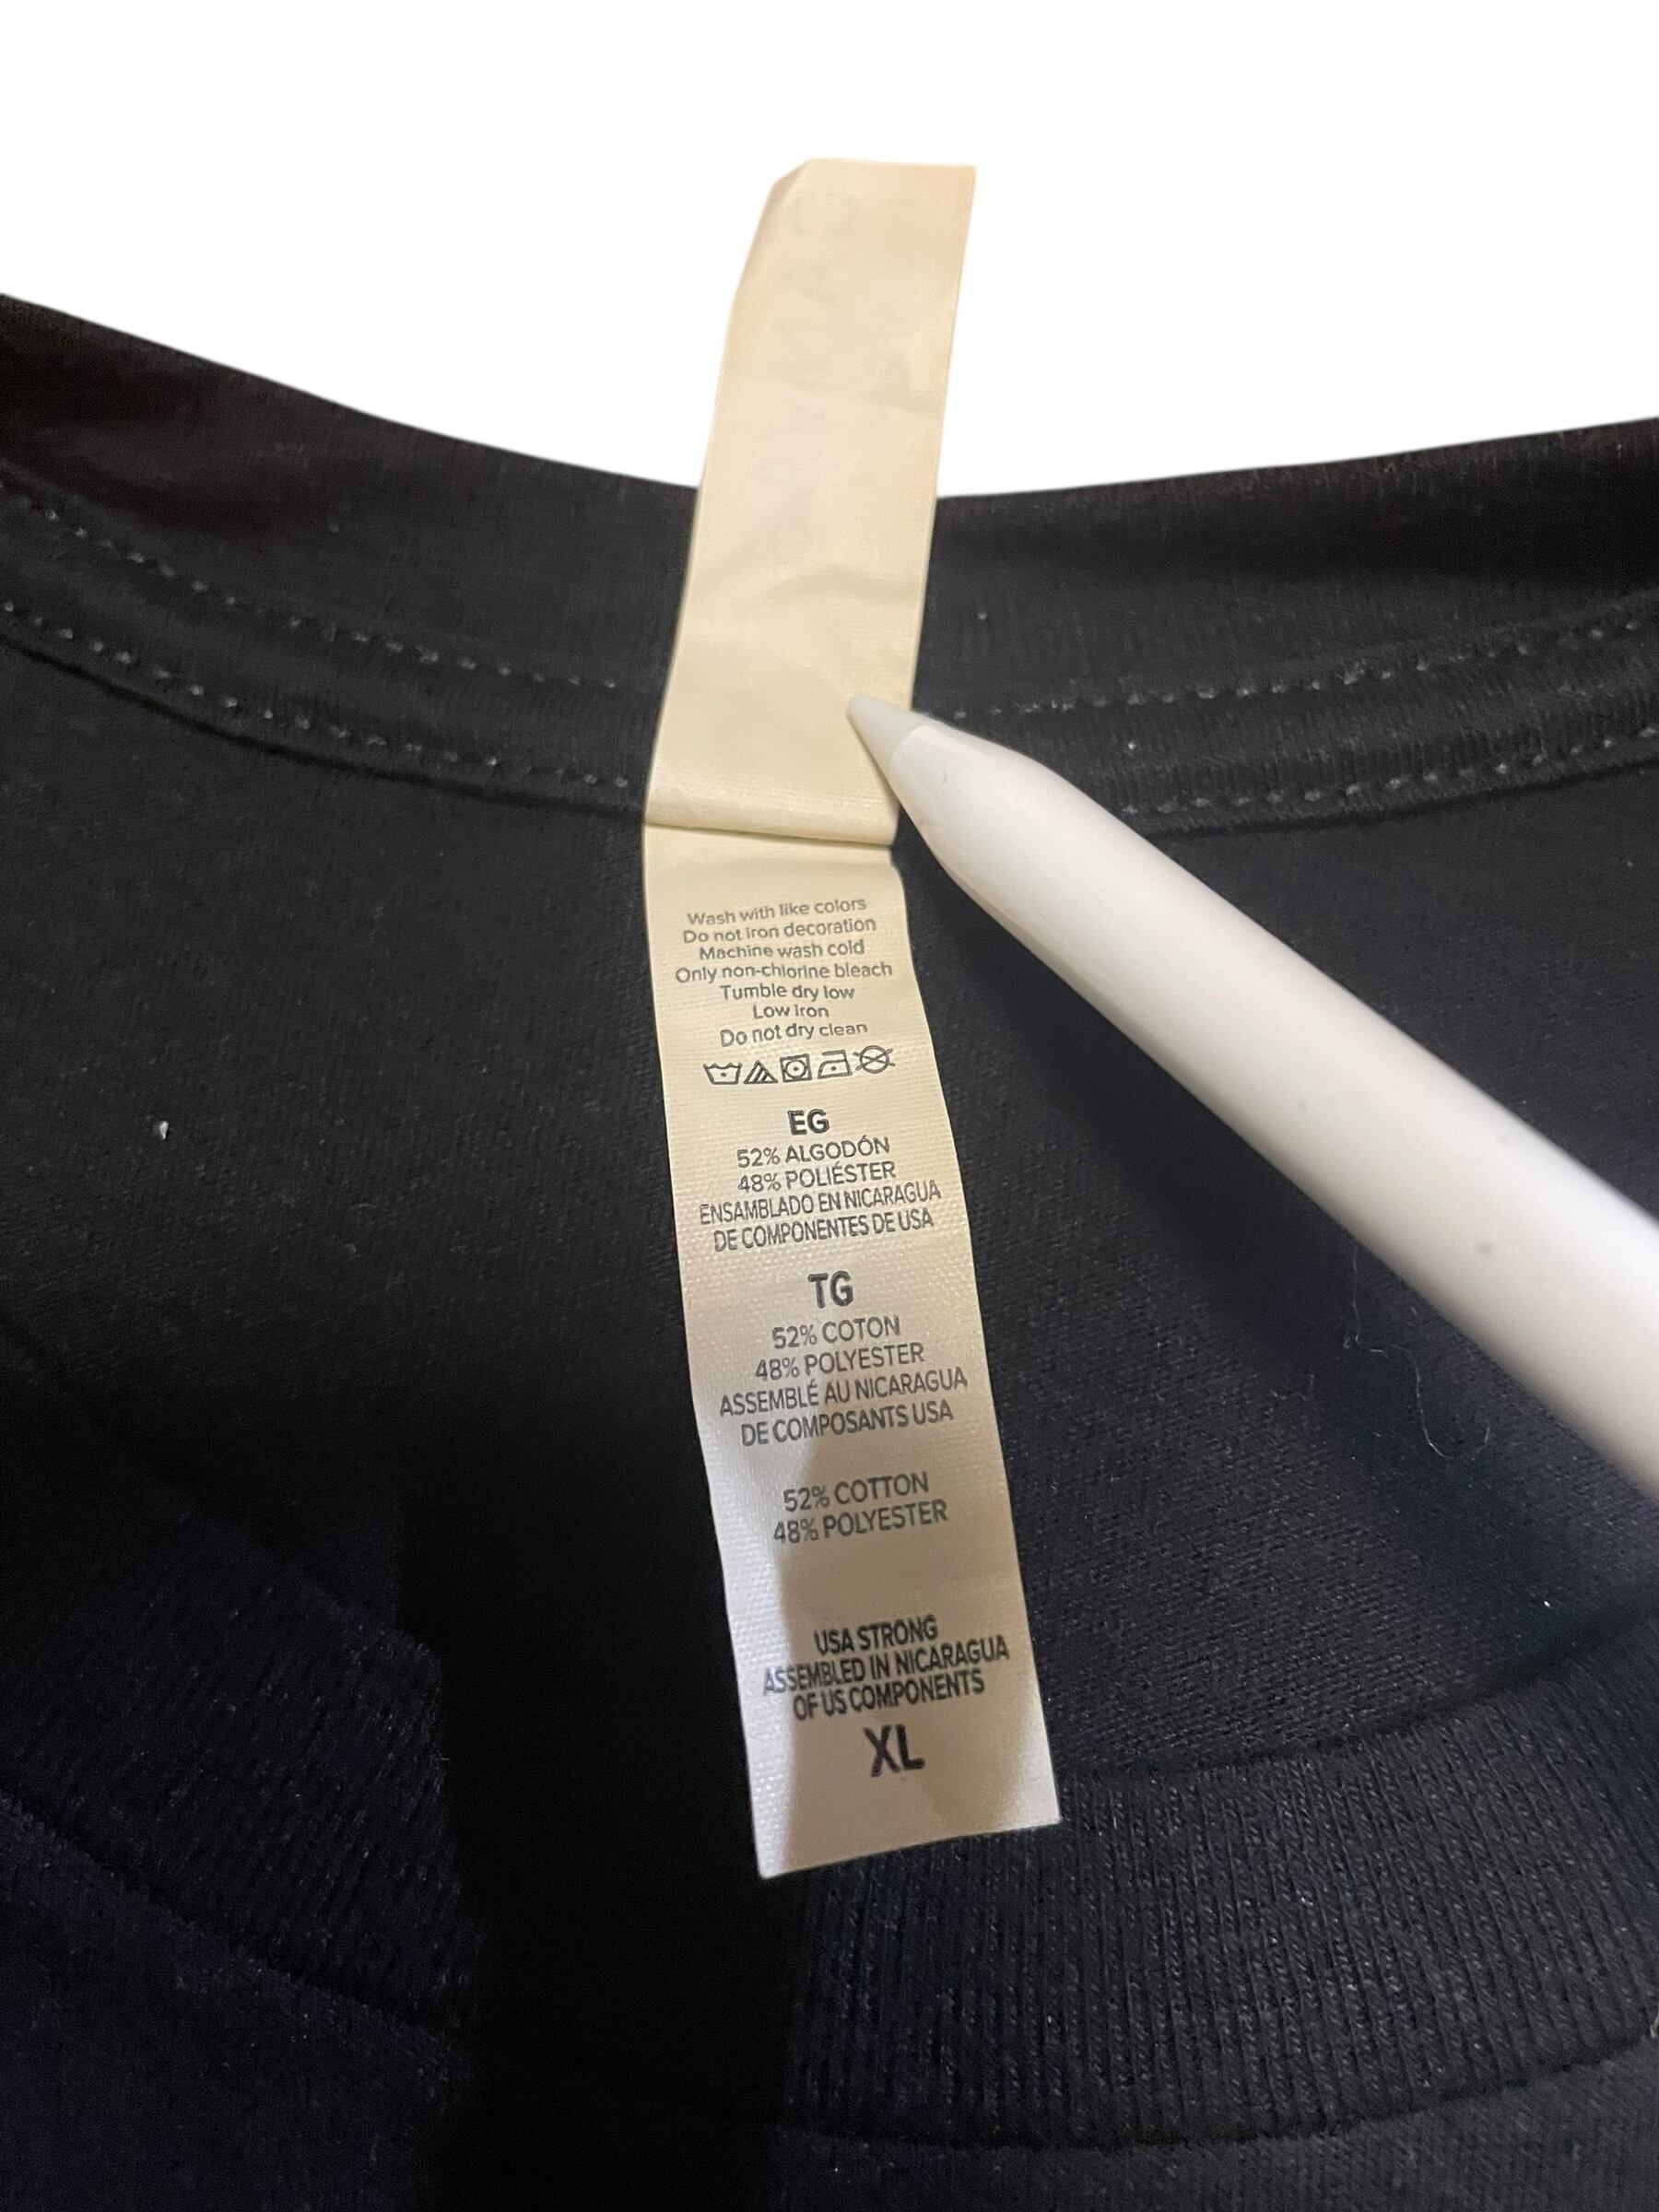 Wash with like colors
Do not iron decoration
Machine wash cold
Only non-chlorine bleach
Tumble dry low
Low Iron
Do not dry clean
EG
52% ALGODÓN
48% POLIÉSTER
ENSAMBLADO EN NICARAGUA
DE COMPONENTES DE USA
TG
52% COTON
48% POLYESTER
ASSEMBLÉ AU NICARAGUA
DE COMPOSANTS USA
52% COTTON
48% POLYESTER
USA STRONG
ASSEMBLED IN NICARAGUA
OF US COMPONENTS
XL